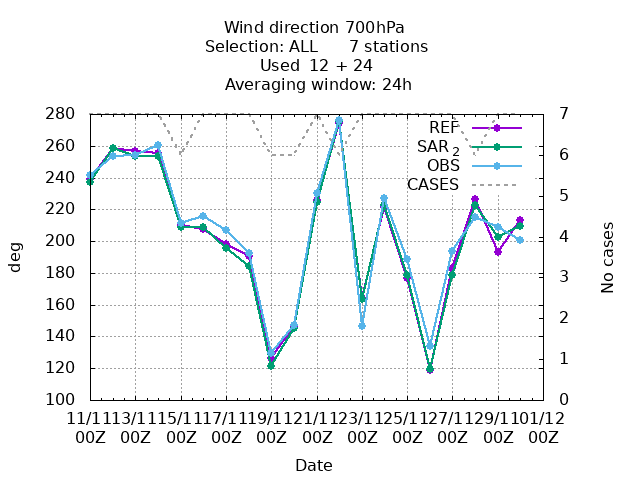 Wind direction 700hPa
Selection: ALL 7 stations
Used 12 + 24
Averaging window: 24h
280 7
REF
260
SAR 2
6
OBS
240
CASES
5
220
4
200
180
3
160
2
140
1
120
100 0
deg
No cases
11/11 13/11 15/11 17/11 19/11 21/11 23/11 25/11 27/11 29/11 01/12
00Z 00Z 00Z 00Z 00Z 00Z 00Z 00Z 00Z 00Z 00Z
Date